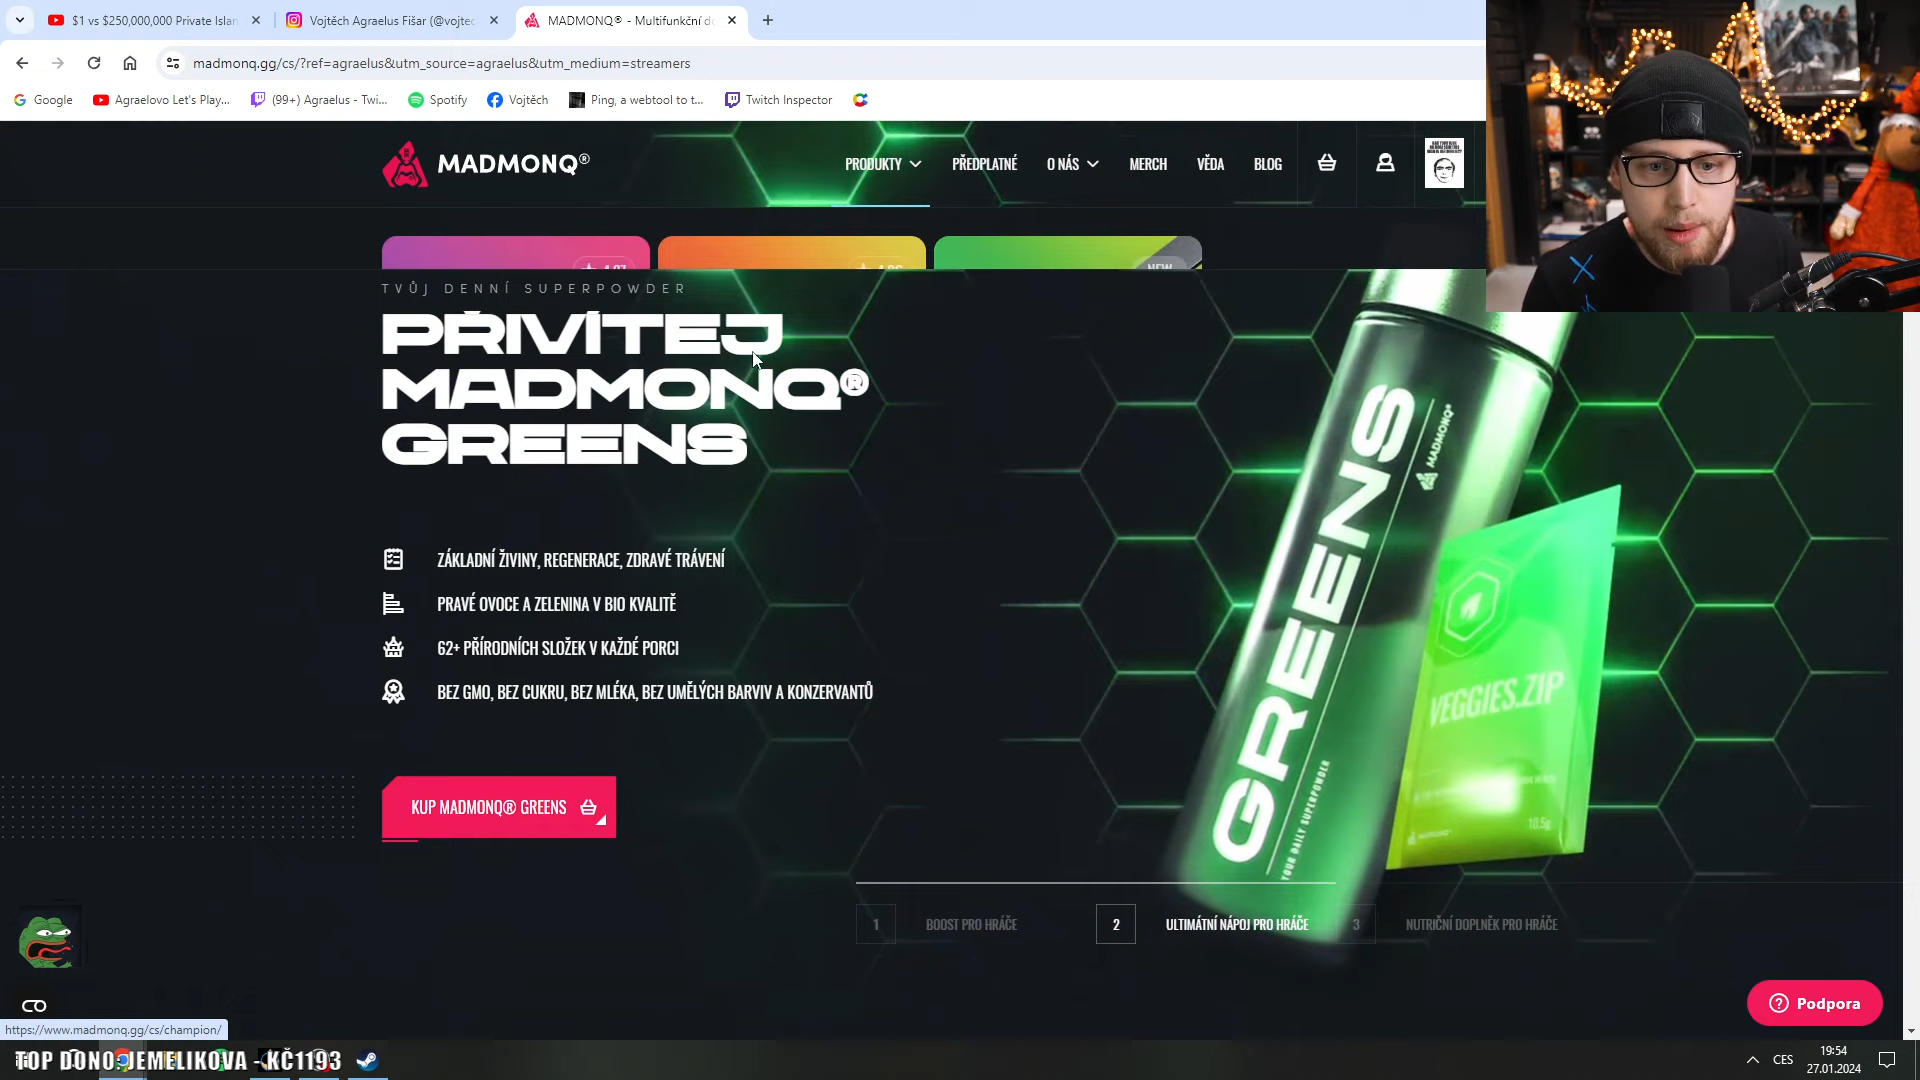 $1 vs $250,000,000 Private Islan
Vojtěch Agraelus Fišar (@vojtec
MADMONQ® - Multifunkční do
madmonq.gg/cs/?ref=agraelus&utm_source=agraelus&utm_medium=streamers
Google
Agraelovo Let's Play...
(99+) Agraelus - Twi...
Spotify
Vojtěch
Ping, a webtool to t...
Twitch Inspector
MADMONQ®
PRODUKTY
PŘEDPLATNÉ
O NÁS
MERCH
VĚDA
BLOG
NEW
TVŮJ DENNÍ SUPERPOWDER
PŘIVÍTEJ
MADMONQ®
GREENS
ZÁKLADNÍ ŽIVINY, REGENERACE, ZDRAVÉ TRÁVENÍ
PRAVÉ OVOCE A ZELENINA V BIO KVALITĚ
62+ PŘÍRODNÍCH SLOŽEK V KAŽDÉ PORCI
BEZ GMO, BEZ CUKRU, BEZ MLÉKA, BEZ UMĚLÝCH BARVIV A KONZERVANTŮ
KUP MADMONQ® GREENS
GREENS
MADMONQ®
YOUR DAILY SUPERPOWDER
VEGGIES.ZIP
10,5g
1
BOOST PRO HRÁČE
2
ULTIMÁTNÍ NÁPOJ PRO HRÁČE
3
NUTRIČNÍ DOPLNĚK PRO HRÁČE
Podpora
https://www.madmonq.gg/cs/champion/
TOP DONO: JEMELIKOVA - KČ1193
CES
19:54
27.01.2024